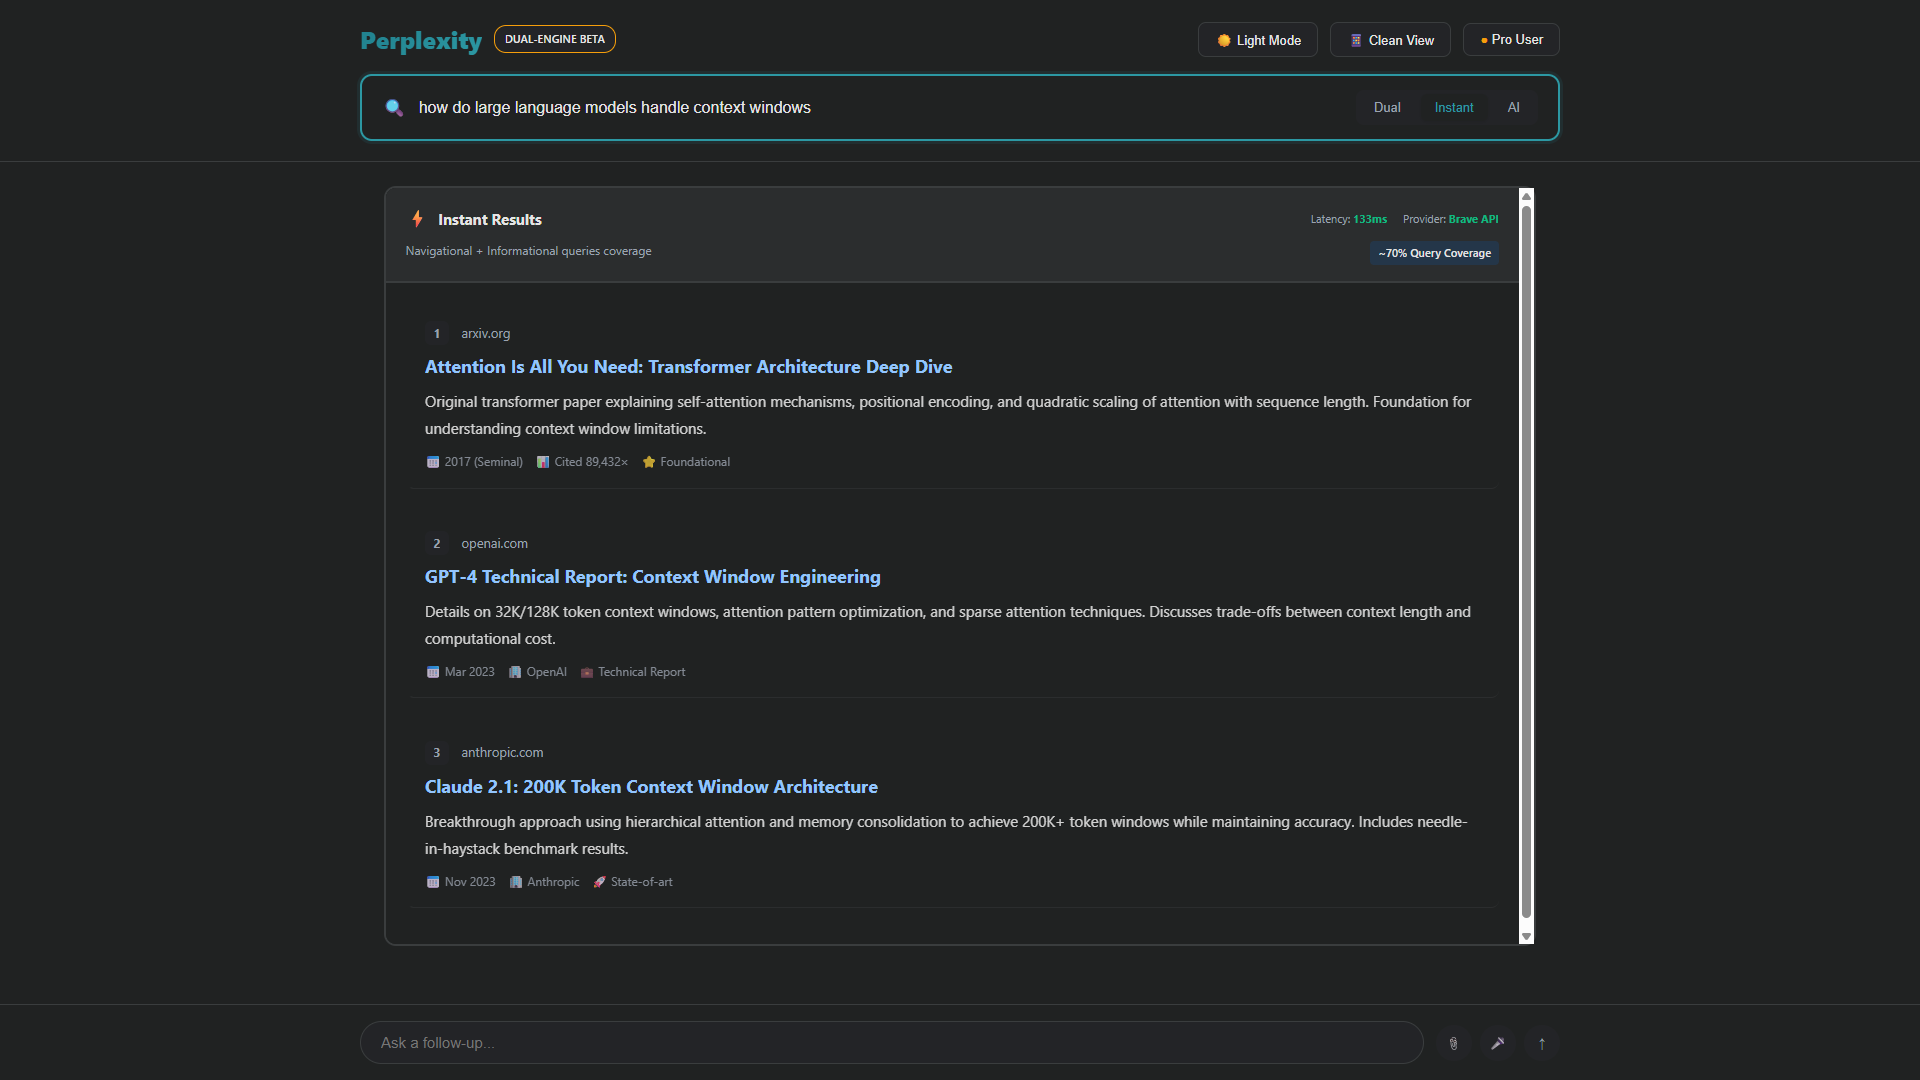 Perplexity DUAL-ENGINE BETA Light Mode Clean View Pro User
how do large language models handle context windows Dual Instant AI
Instant Results Latency: 133ms Provider: Brave API
Navigational + Informational queries coverage ~70% Query Coverage
1 arxiv.org
Attention Is All You Need: Transformer Architecture Deep Dive
Original transformer paper explaining self-attention mechanisms, positional encoding, and quadratic scaling of attention with sequence length. Foundation for
understanding context window limitations.
2017 (Seminal) Cited 89,432× Foundational
2 openai.com
GPT-4 Technical Report: Context Window Engineering
Details on 32K/128K token context windows, attention pattern optimization, and sparse attention techniques. Discusses trade-offs between context length and
computational cost.
Mar 2023 OpenAI Technical Report
3 anthropic.com
Claude 2.1: 200K Token Context Window Architecture
Breakthrough approach using hierarchical attention and memory consolidation to achieve 200K+ token windows while maintaining accuracy. Includes needle-
in-haystack benchmark results.
Nov 2023 Anthropic State-of-art
Ask a follow-up... ↑